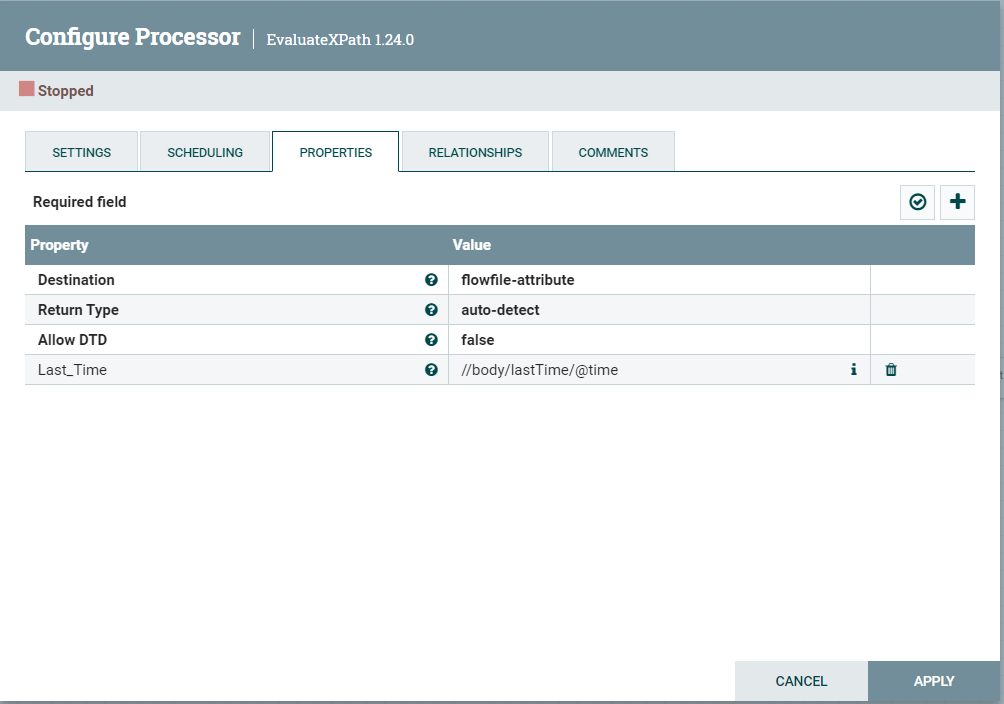 Configure Processor | EvaluateXPath 1.24.0
Stopped
SETTINGS SCHEDULING PROPERTIES RELATIONSHIPS COMMENTS
Required field
Property Value
Destination flowfile-attribute
Return Type auto-detect
Allow DTD false
Last_Time //body/lastTime/@time
CANCEL APPLY